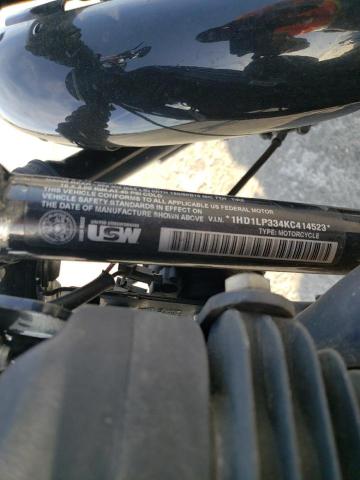 THIS VEHICLE CONFORMS TO ALL APPLICABLE US FEDERAL MOTOR
VEHICLE SAFETY STANDARDS IN EFFECT ON
THE DATE OF MANUFACTURE SHOWN ABOVE V.I.N. *1HD1LP334KC414523*
TYPE: MOTORCYCLE
USW